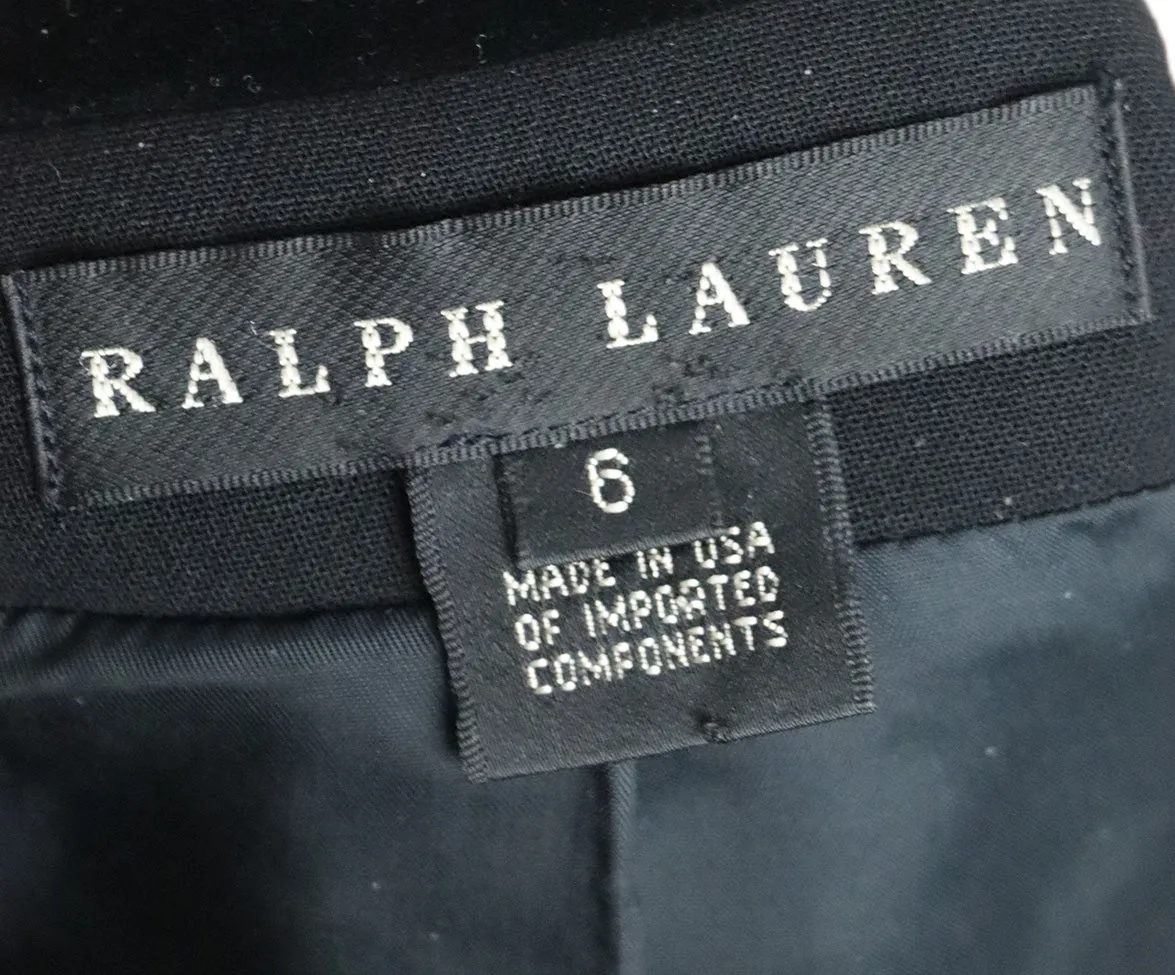 RALPH LAUREN
6
MADE IN USA
OF IMPORTED
COMPONENTS